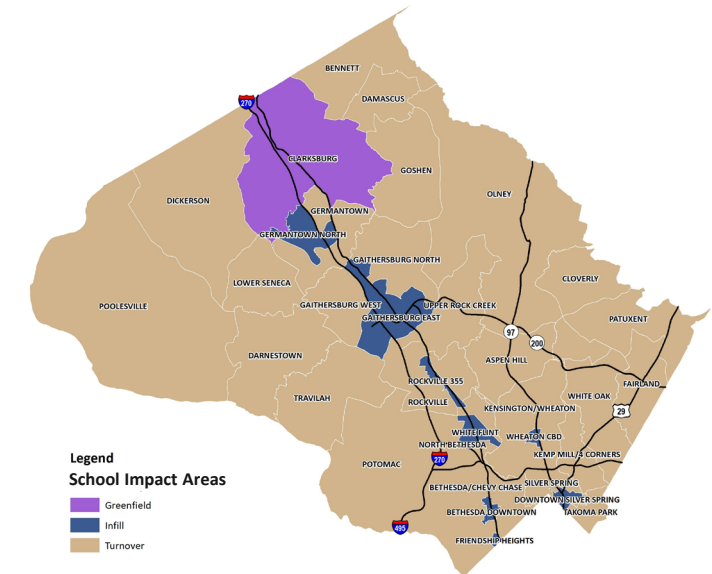 BENNETT
270
DAMASCUS
CLARKSBURG
GOSHEN
OLNEY
DICKERSON
GERMANTOWN
GERMANTOWN NORTH
GAITHERSBURG NORTH
CLOVERLY
LOWER SENECA
POOLESVILLE
GAITHERSBURG WEST
UPPER ROCK CREEK
GAITHERSBURG EAST
PATUXENT
97
200
DARNESTOWN
ASPEN HILL
ROCKVILLE 355
FAIRLAND
TRAVILAH
ROCKVILLE
WHITE OAK
KENSINGTON/WHEATON
29
WHITE FLINT
WHEATON CBD
NORTH BETHESDA
KEMP MILL/4 CORNERS
270
POTOMAC
BETHESDA/CHEVY CHASE
SILVER SPRING
DOWNTOWN SILVER SPRING
BETHESDA DOWNTOWN
TAKOMA PARK
495
FRIENDSHIP HEIGHTS
Legend
School Impact Areas
Greenfield
Infill
Turnover